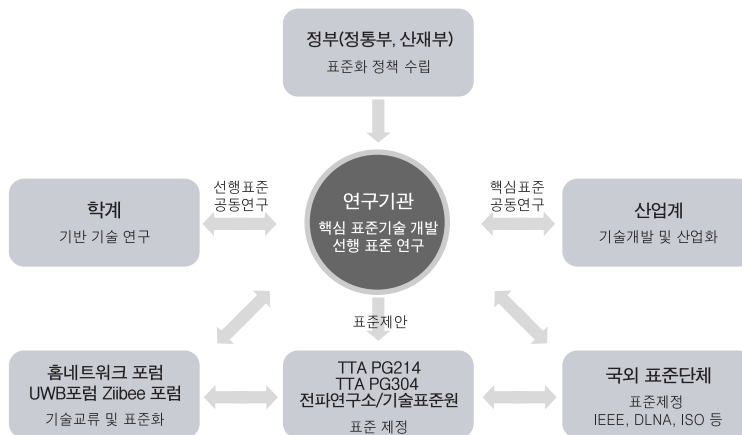 정부(정통부, 산재부)
표준화 정책 수립
학계
기반 기술 연구
선행표준
공동연구
연구기관
핵심 표준기술 개발
선행 표준 연구
핵심표준
공동연구
산업계
기술개발 및 산업화
표준제안
홈네트워크 포럼
UWB포럼 Ziibee 포럼
기술교류 및 표준화
TTA PG214
TTA PG304
전파연구소/기술표준원
표준 제정
국외 표준단체
표준제정
IEEE, DLNA, ISO 등